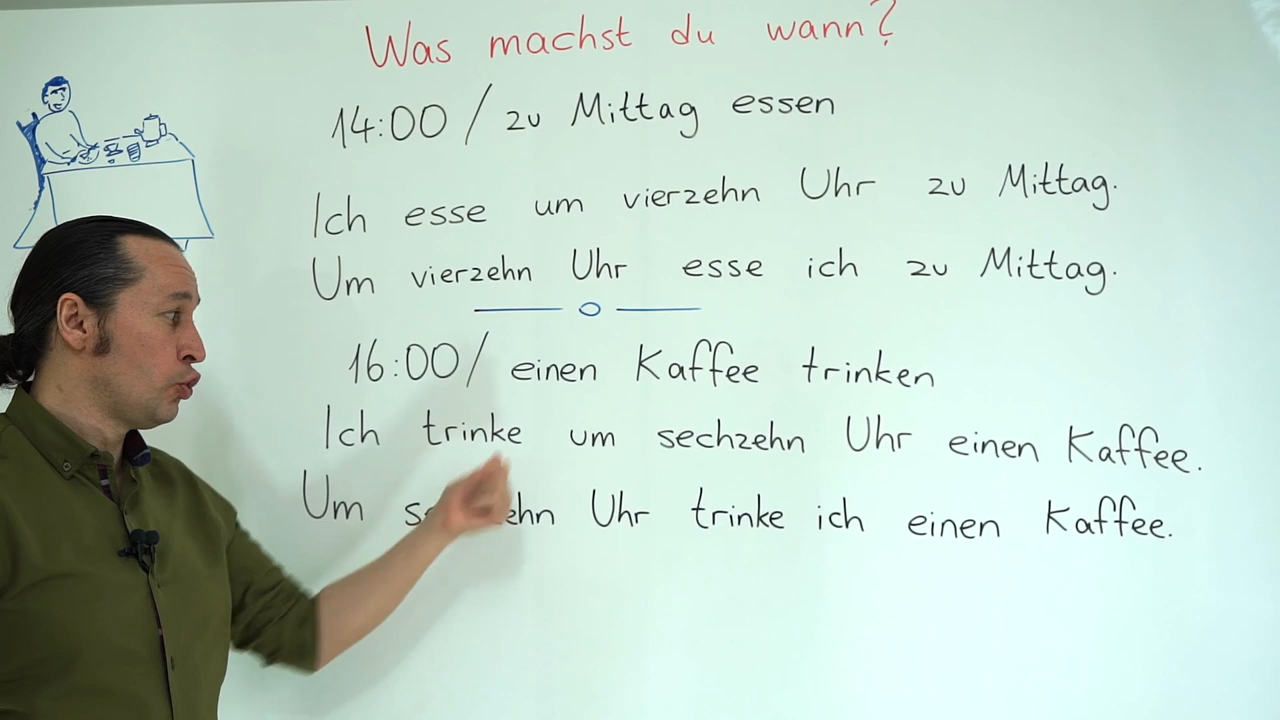 Was machst du wann?
14:00 / zu Mittag essen
Ich esse um vierzehn Uhr zu Mittag.
Um vierzehn Uhr esse ich zu Mittag.
16:00 / einen Kaffee trinken
Ich trinke um sechzehn Uhr einen Kaffee.
Um Uhr trinke ich einen Kaffee.